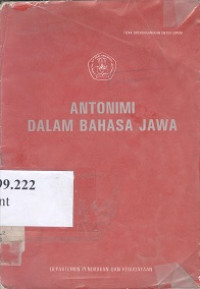 ANTONIMI
DALAM BAHASA JAWA
99.222
nt
DEPARTEMEN PENDIDIKAN DAN KEBUDAYAAN